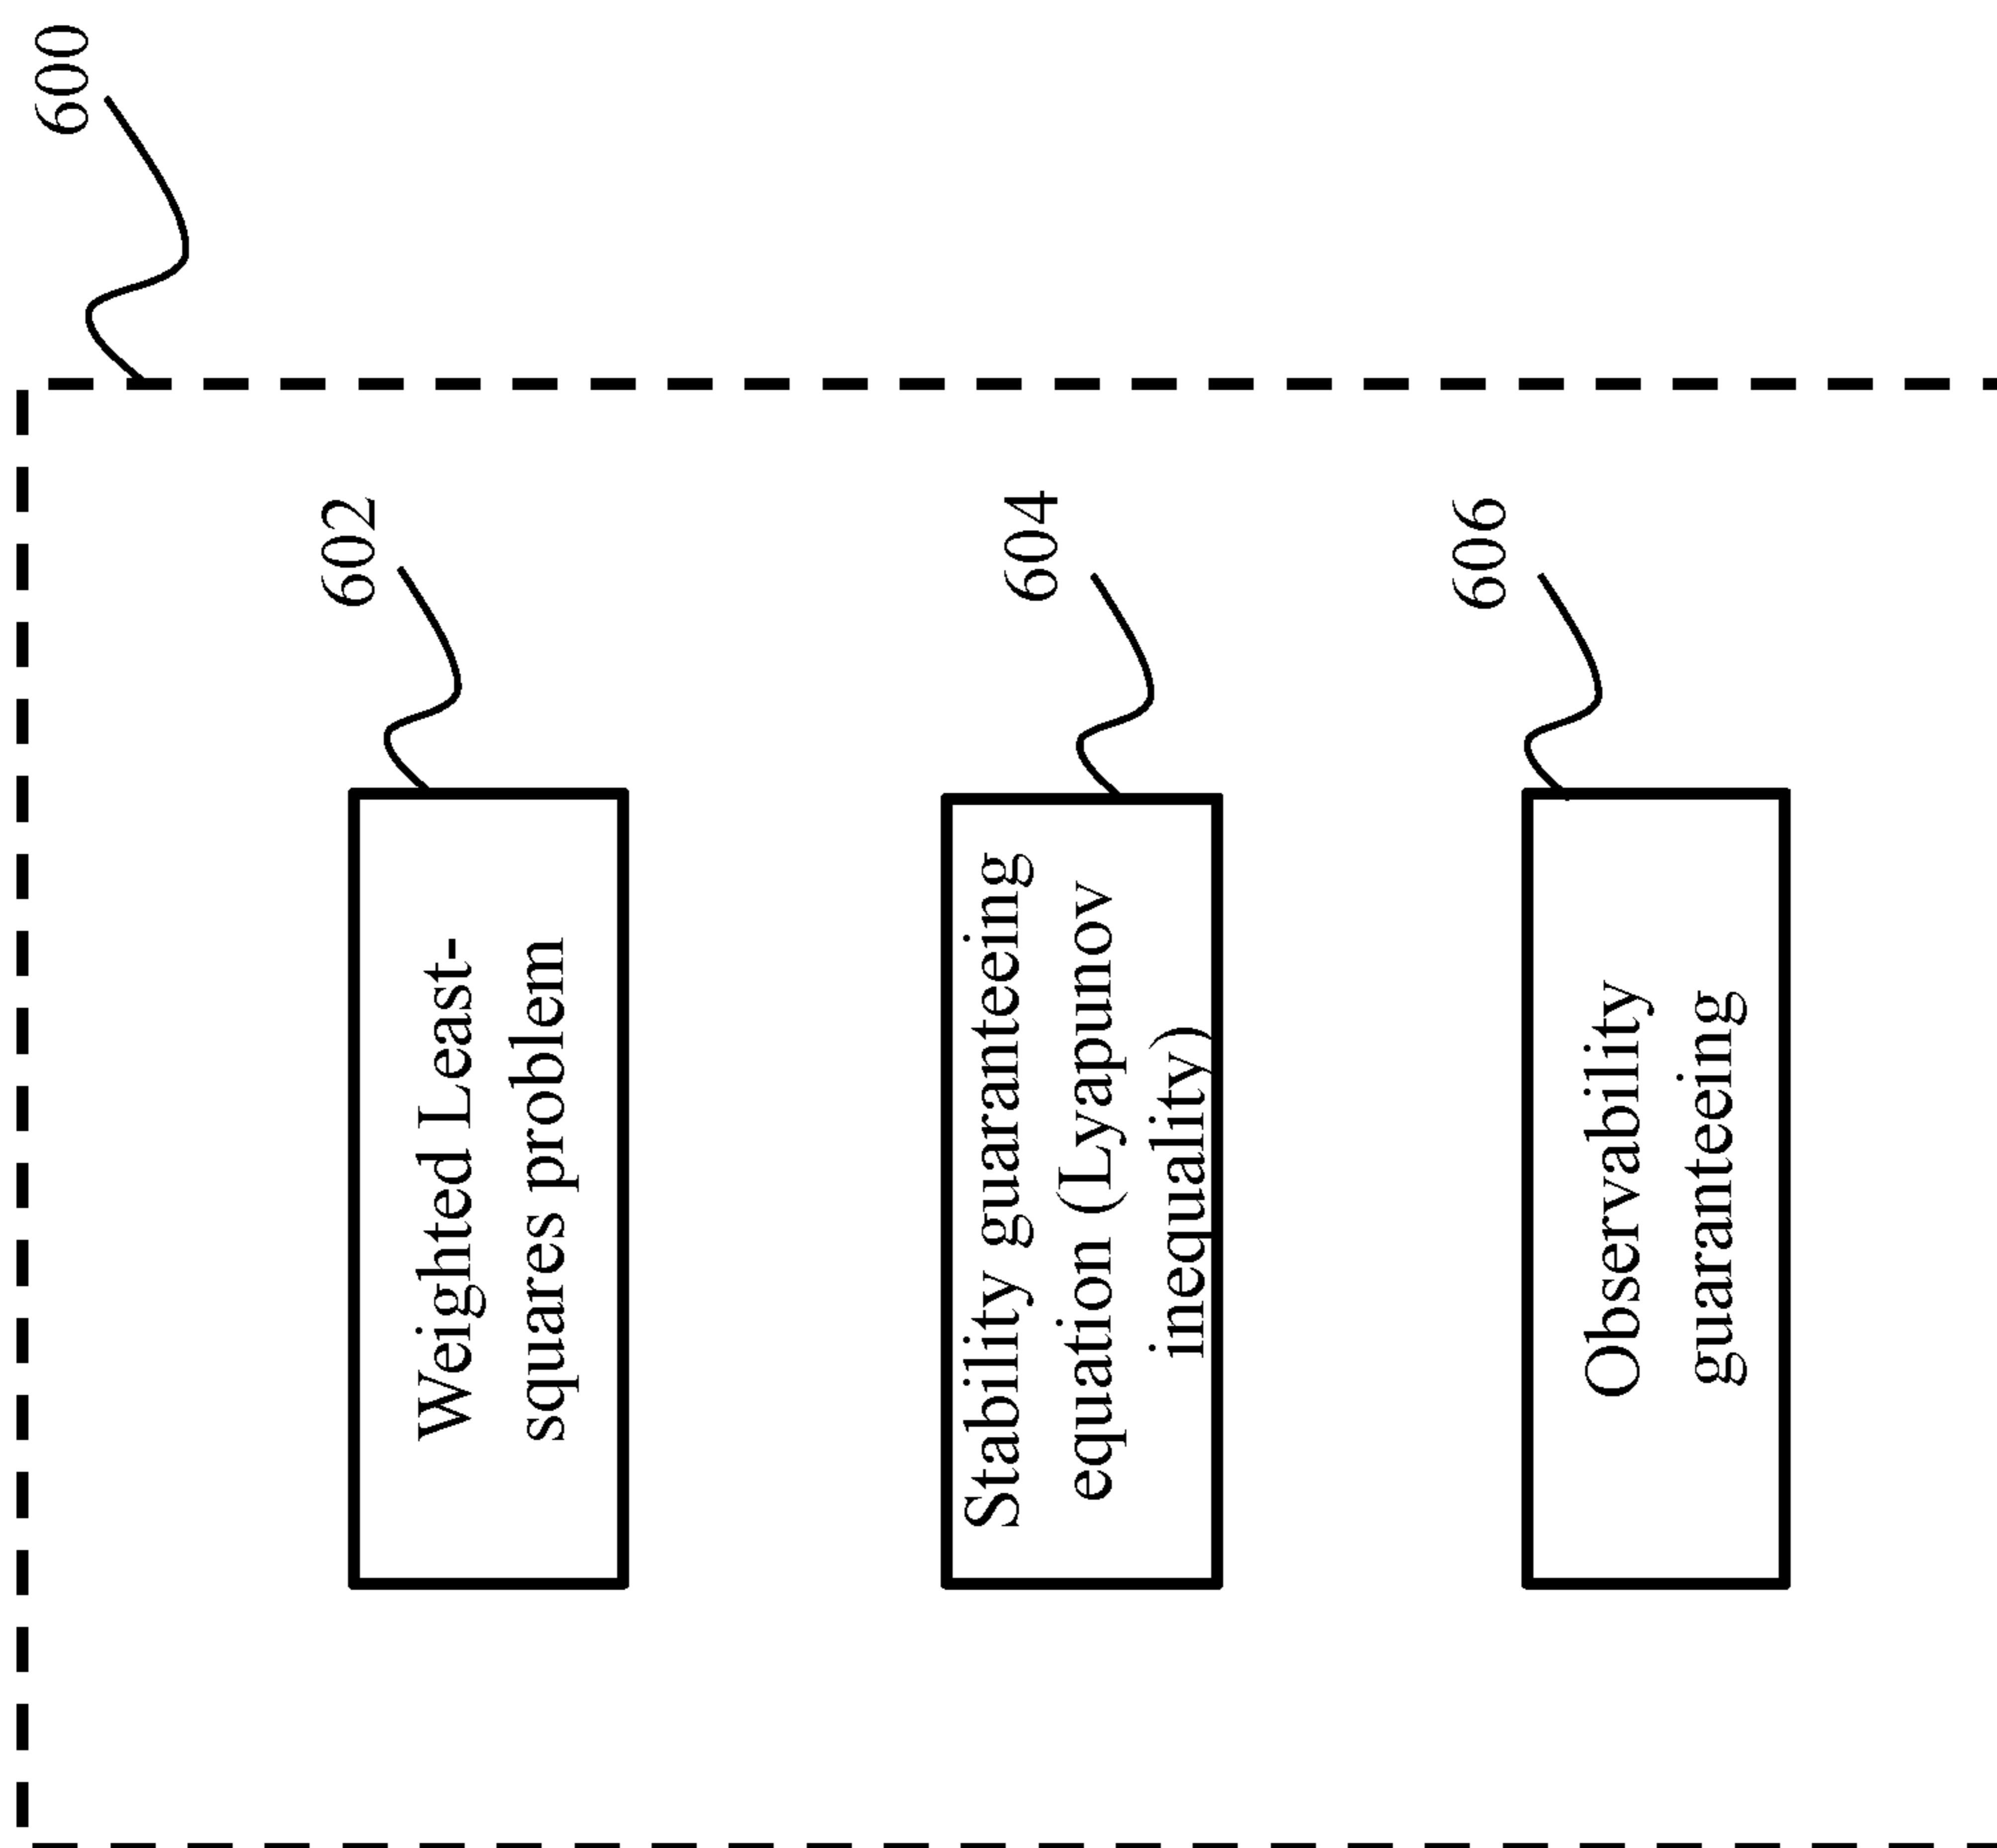 600
602
Weighted Least-
squares problem
604
Stability guaranteeing
equation (Lyapunov
inequality)
606
Observability
guaranteeing